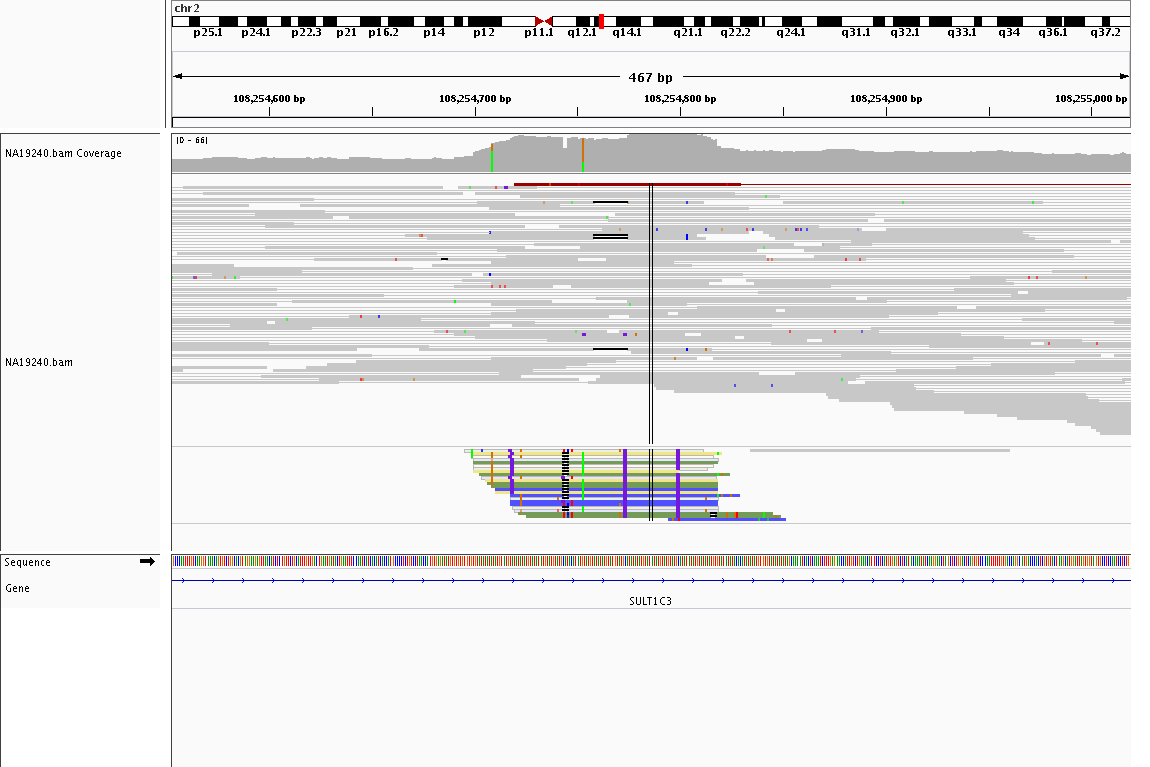 chr2
p25.1 p24.1 p22.3 p21 p16.2 p14 p12 p11.1 q12.1 q14.1 q21.1 q22.2 q24.1 q31.1 q32.1 q33.1 q34 q36.1 q37.2
467 bp
108,254,600 bp 108,254,700 bp 108,254,800 bp 108,254,900 bp 108,255,000 bp
[0 - 66]
NA19240.bam Coverage
NA19240.bam
Sequence
Gene
SULT1C3